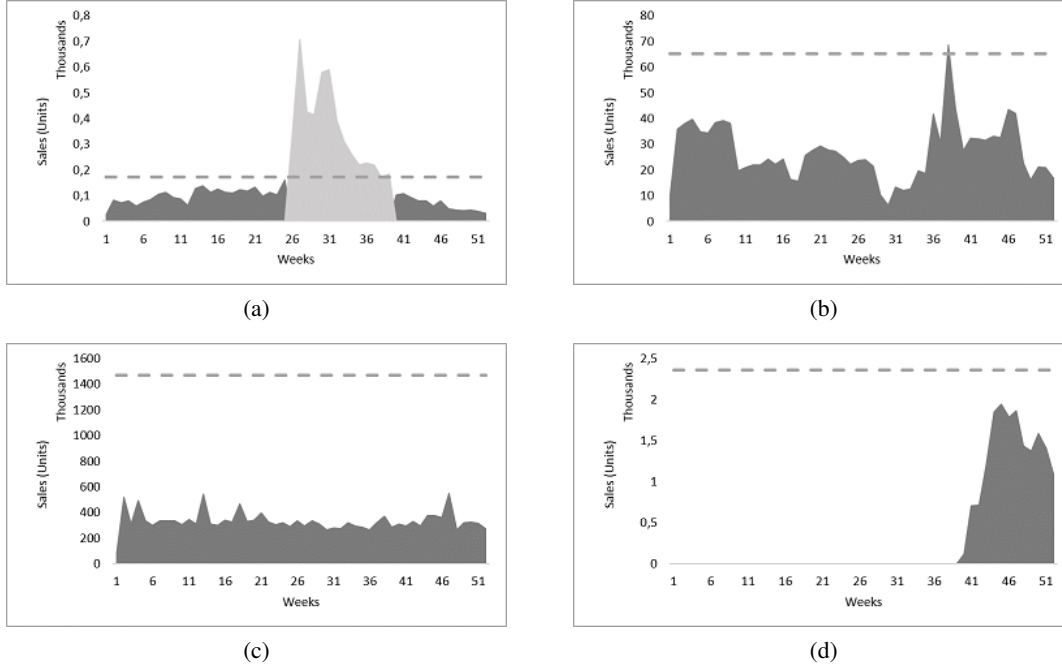 0,8
0,7
0,6
0,5
0,4
0,3
0,2
0,1
0
Thousands
Sales (Units)
1 6 11 16 21 26 31 36 41 46 51
Weeks
(a)
80
70
60
50
40
30
20
10
0
Thousands
Sales (Units)
1 6 11 16 21 26 31 36 41 46 51
Weeks
(b)
1600
1400
1200
1000
800
600
400
200
0
Thousands
Sales (Units)
1 6 11 16 21 26 31 36 41 46 51
Weeks
(c)
2,5
2
1,5
1
0,5
0
Thousands
Sales (Units)
1 6 11 16 21 26 31 36 41 46 51
Weeks
(d)